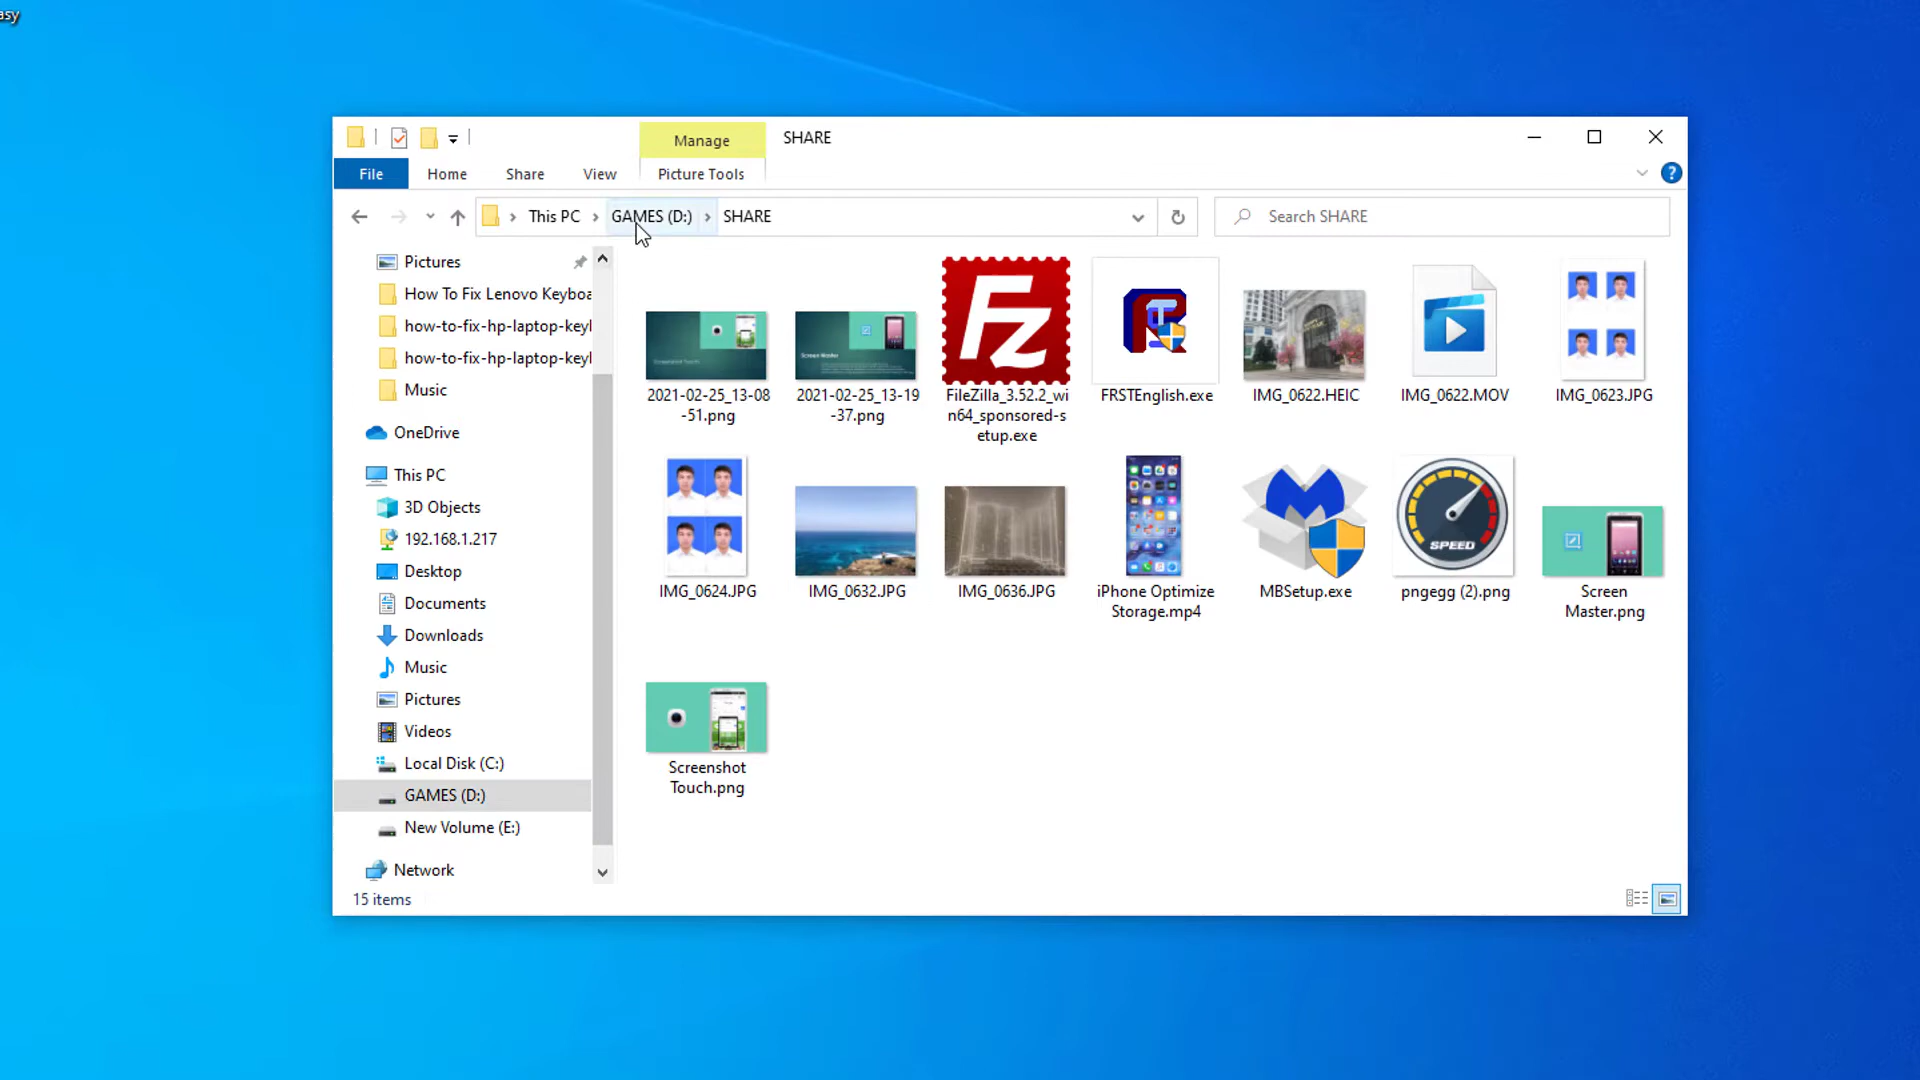 asy
Manage
SHARE
File
Home
Share
View
Picture Tools
This PC
GAMES (D:)
SHARE
Search SHARE
Pictures
How To Fix Lenovo Keyboa
how-to-fix-hp-laptop-keyl
how-to-fix-hp-laptop-keyl
Music
OneDrive
This PC
3D Objects
192.168.1.217
Desktop
Documents
Downloads
Music
Pictures
Videos
Local Disk (C:)
GAMES (D:)
New Volume (E:)
Network
15 items
2021-02-25_13-08
-51.png
2021-02-25_13-19
-37.png
FZ
FileZilla_3.52.2_wi
n64_sponsored-s
etup.exe
FRSTEnglish.exe
IMG_0622.HEIC
IMG_0622.MOV
IMG_0623.JPG
IMG_0624.JPG
IMG_0632.JPG
IMG_0636.JPG
iPhone Optimize
Storage.mp4
MBSetup.exe
SPEED
pngegg (2).png
Screen
Master.png
Screenshot
Touch.png